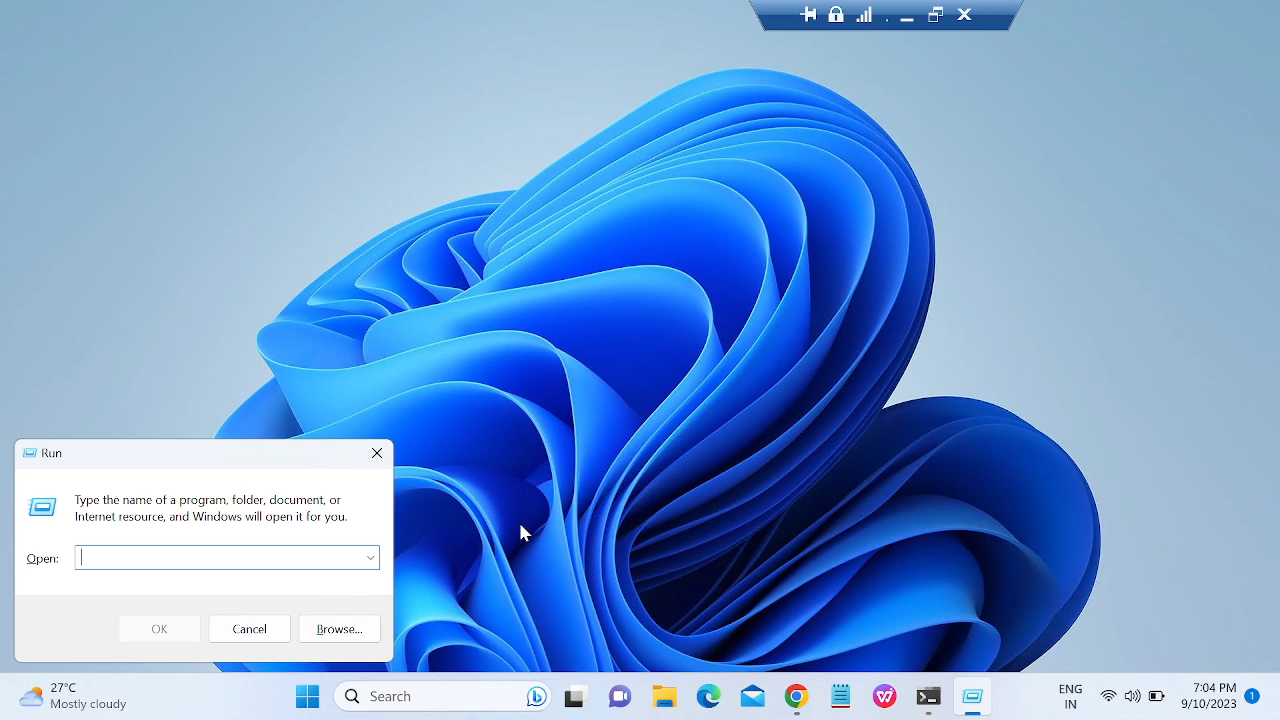 Run
Type the name of a program, folder, document, or
Internet resource, and Windows will open it for you.
Open:
OK
Cancel
Browse...
27°C
Mostly cloudy
Search
ENG
IN
7:04 PM
9/10/2023
1